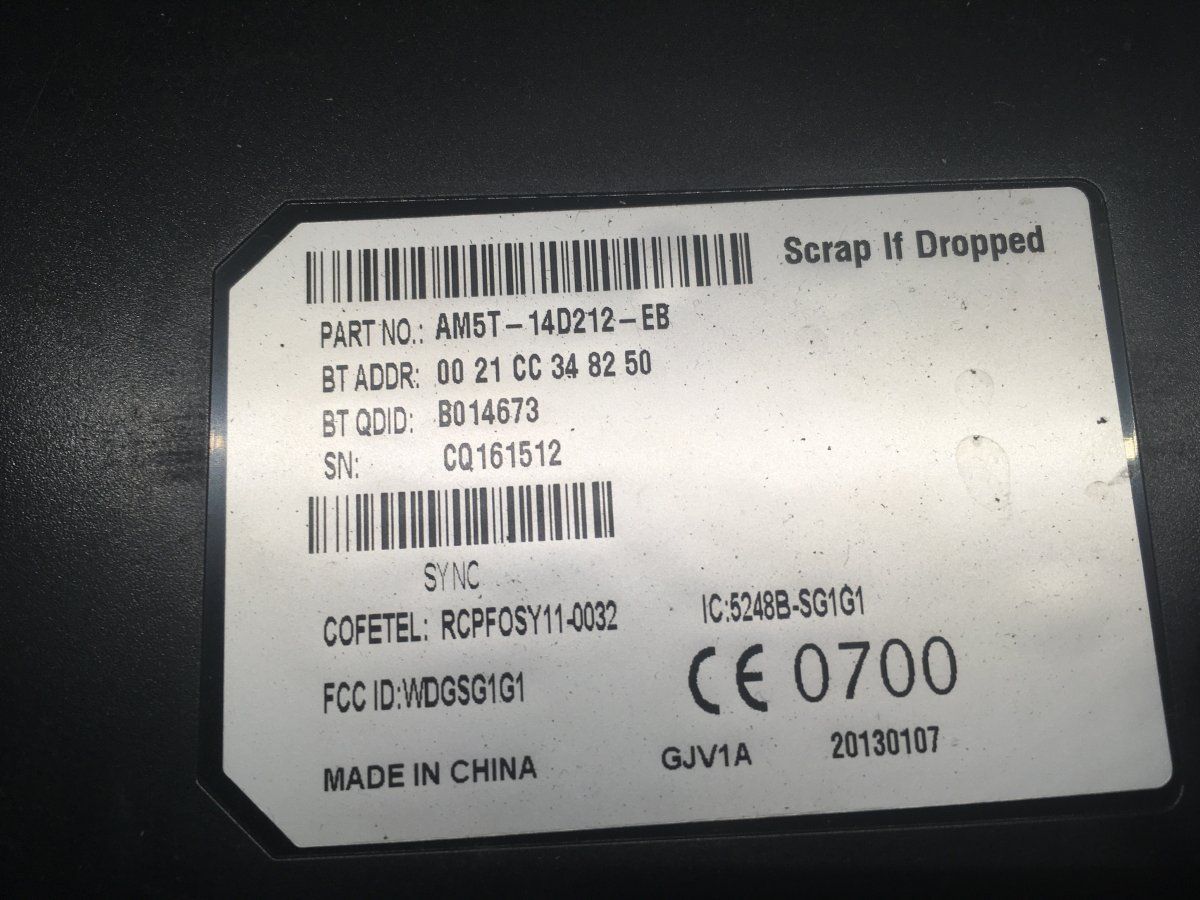 Scrap If Dropped
PART NO.: AM5T-14D212-EB
BT ADDR: 00 21 CC 34 82 50
BT QDID: B014673
SN: CQ161512
SYNC
COFETEL: RCPFOSY11-0032 IC:5248B-SG1G1
FCC ID:WDGSG1G1 CE 0700
MADE IN CHINA GJV1A 20130107